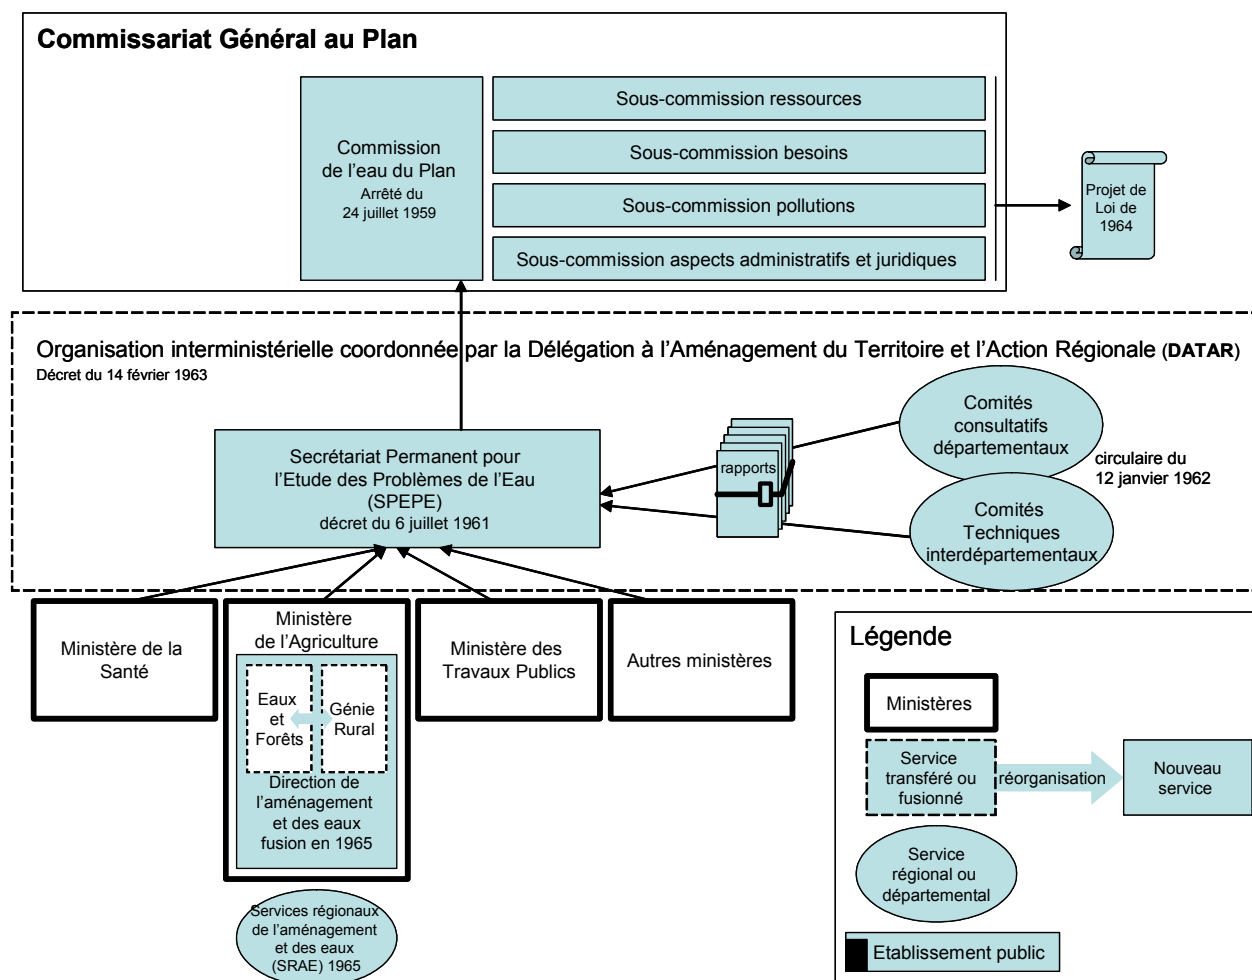 Commissariat Général au Plan
Commission
de l'eau du Plan
Arrêté du
24 juillet 1959
Sous-commission ressources
Sous-commission besoins
Sous-commission pollutions
Sous-commission aspects administratifs et juridiques
Projet de
Loi de
1964
Organisation interministérielle coordonnée par la Délégation à l'Aménagement du Territoire et l'Action Régionale (DATAR)
Décret du 14 février 1963
Secrétariat Permanent pour
l'Etude des Problèmes de l'Eau
(SPEPE)
décret du 6 juillet 1961
rapports
Comités
consultatifs
départementaux
circulaire du
12 janvier 1962
Comités
Techniques
interdépartementaux
Ministère de la
Santé
Ministère
de l'Agriculture
Eaux
et
Forêts
Génie
Rural
Direction de
l'aménagement
et des eaux
fusion en 1965
Ministère des
Travaux Publics
Autres ministères
Services régionaux
de l'aménagement
et des eaux
(SRAE) 1965
Légende
Ministères
Service
transféré ou
fusionné
réorganisation
Nouveau
service
Service
régional ou
départemental
Etablissement public